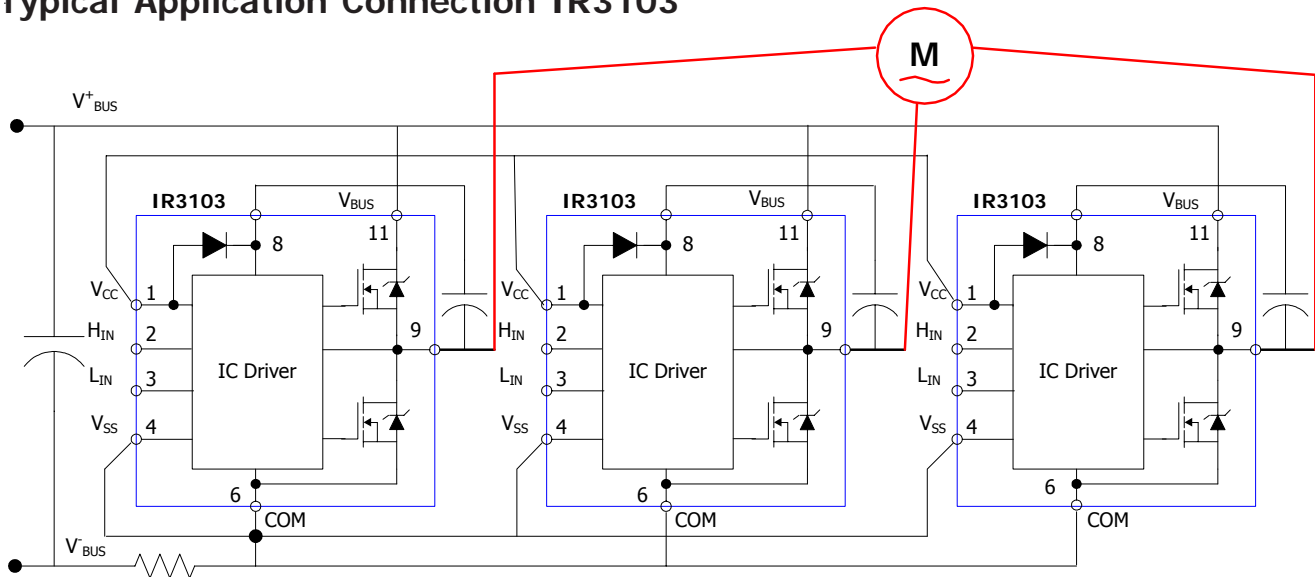 Typical Application Connection IR3103
M
V+BUS
IR3103
VBUS
8
11
VCC
1
HIN
2
9
IC Driver
LIN
3
VSS
4
6
COM
IR3103
VBUS
8
11
VCC
1
HIN
2
9
IC Driver
LIN
3
VSS
4
6
COM
IR3103
VBUS
8
11
VCC
1
HIN
2
9
IC Driver
LIN
3
VSS
4
6
COM
V-BUS